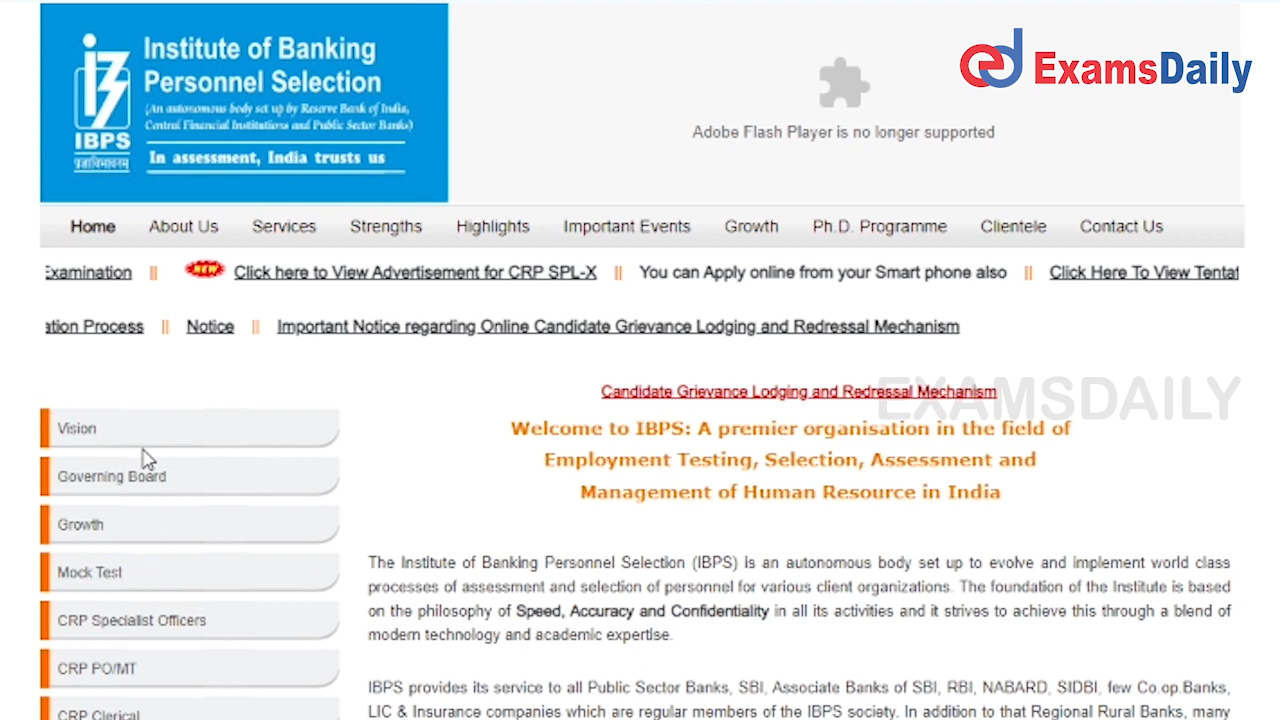 Institute of Banking
Personnel Selection
(An autonomous body set up by Reserve Bank of India,
Central Financial Institutions and Public Sector Banks)
In assessment, India trusts us
IBPS
Adobe Flash Player is no longer supported
ExamsDaily
Home About Us Services Strengths Highlights Important Events Growth Ph.D. Programme Clientele Contact Us
Examination || NEW Click here to View Advertisement for CRP SPL-X || You can Apply online from your Smart phone also || Click Here To View Tentat
ation Process || Notice || Important Notice regarding Online Candidate Grievance Lodging and Redressal Mechanism
Candidate Grievance Lodging and Redressal Mechanism
EXAMSDAILY
Welcome to IBPS: A premier organisation in the field of
Employment Testing, Selection, Assessment and
Management of Human Resource in India
Vision
Governing Board
Growth
Mock Test
CRP Specialist Officers
CRP PO/MT
CRP Clerical
The Institute of Banking Personnel Selection (IBPS) is an autonomous body set up to evolve and implement world class
processes of assessment and selection of personnel for various client organizations. The foundation of the Institute is based
on the philosophy of Speed, Accuracy and Confidentiality in all its activities and it strives to achieve this through a blend of
modern technology and academic expertise.
IBPS provides its service to all Public Sector Banks, SBI, Associate Banks of SBI, RBI, NABARD, SIDBI, few Co.op.Banks,
LIC & Insurance companies which are regular members of the IBPS society. In addition to that Regional Rural Banks, many